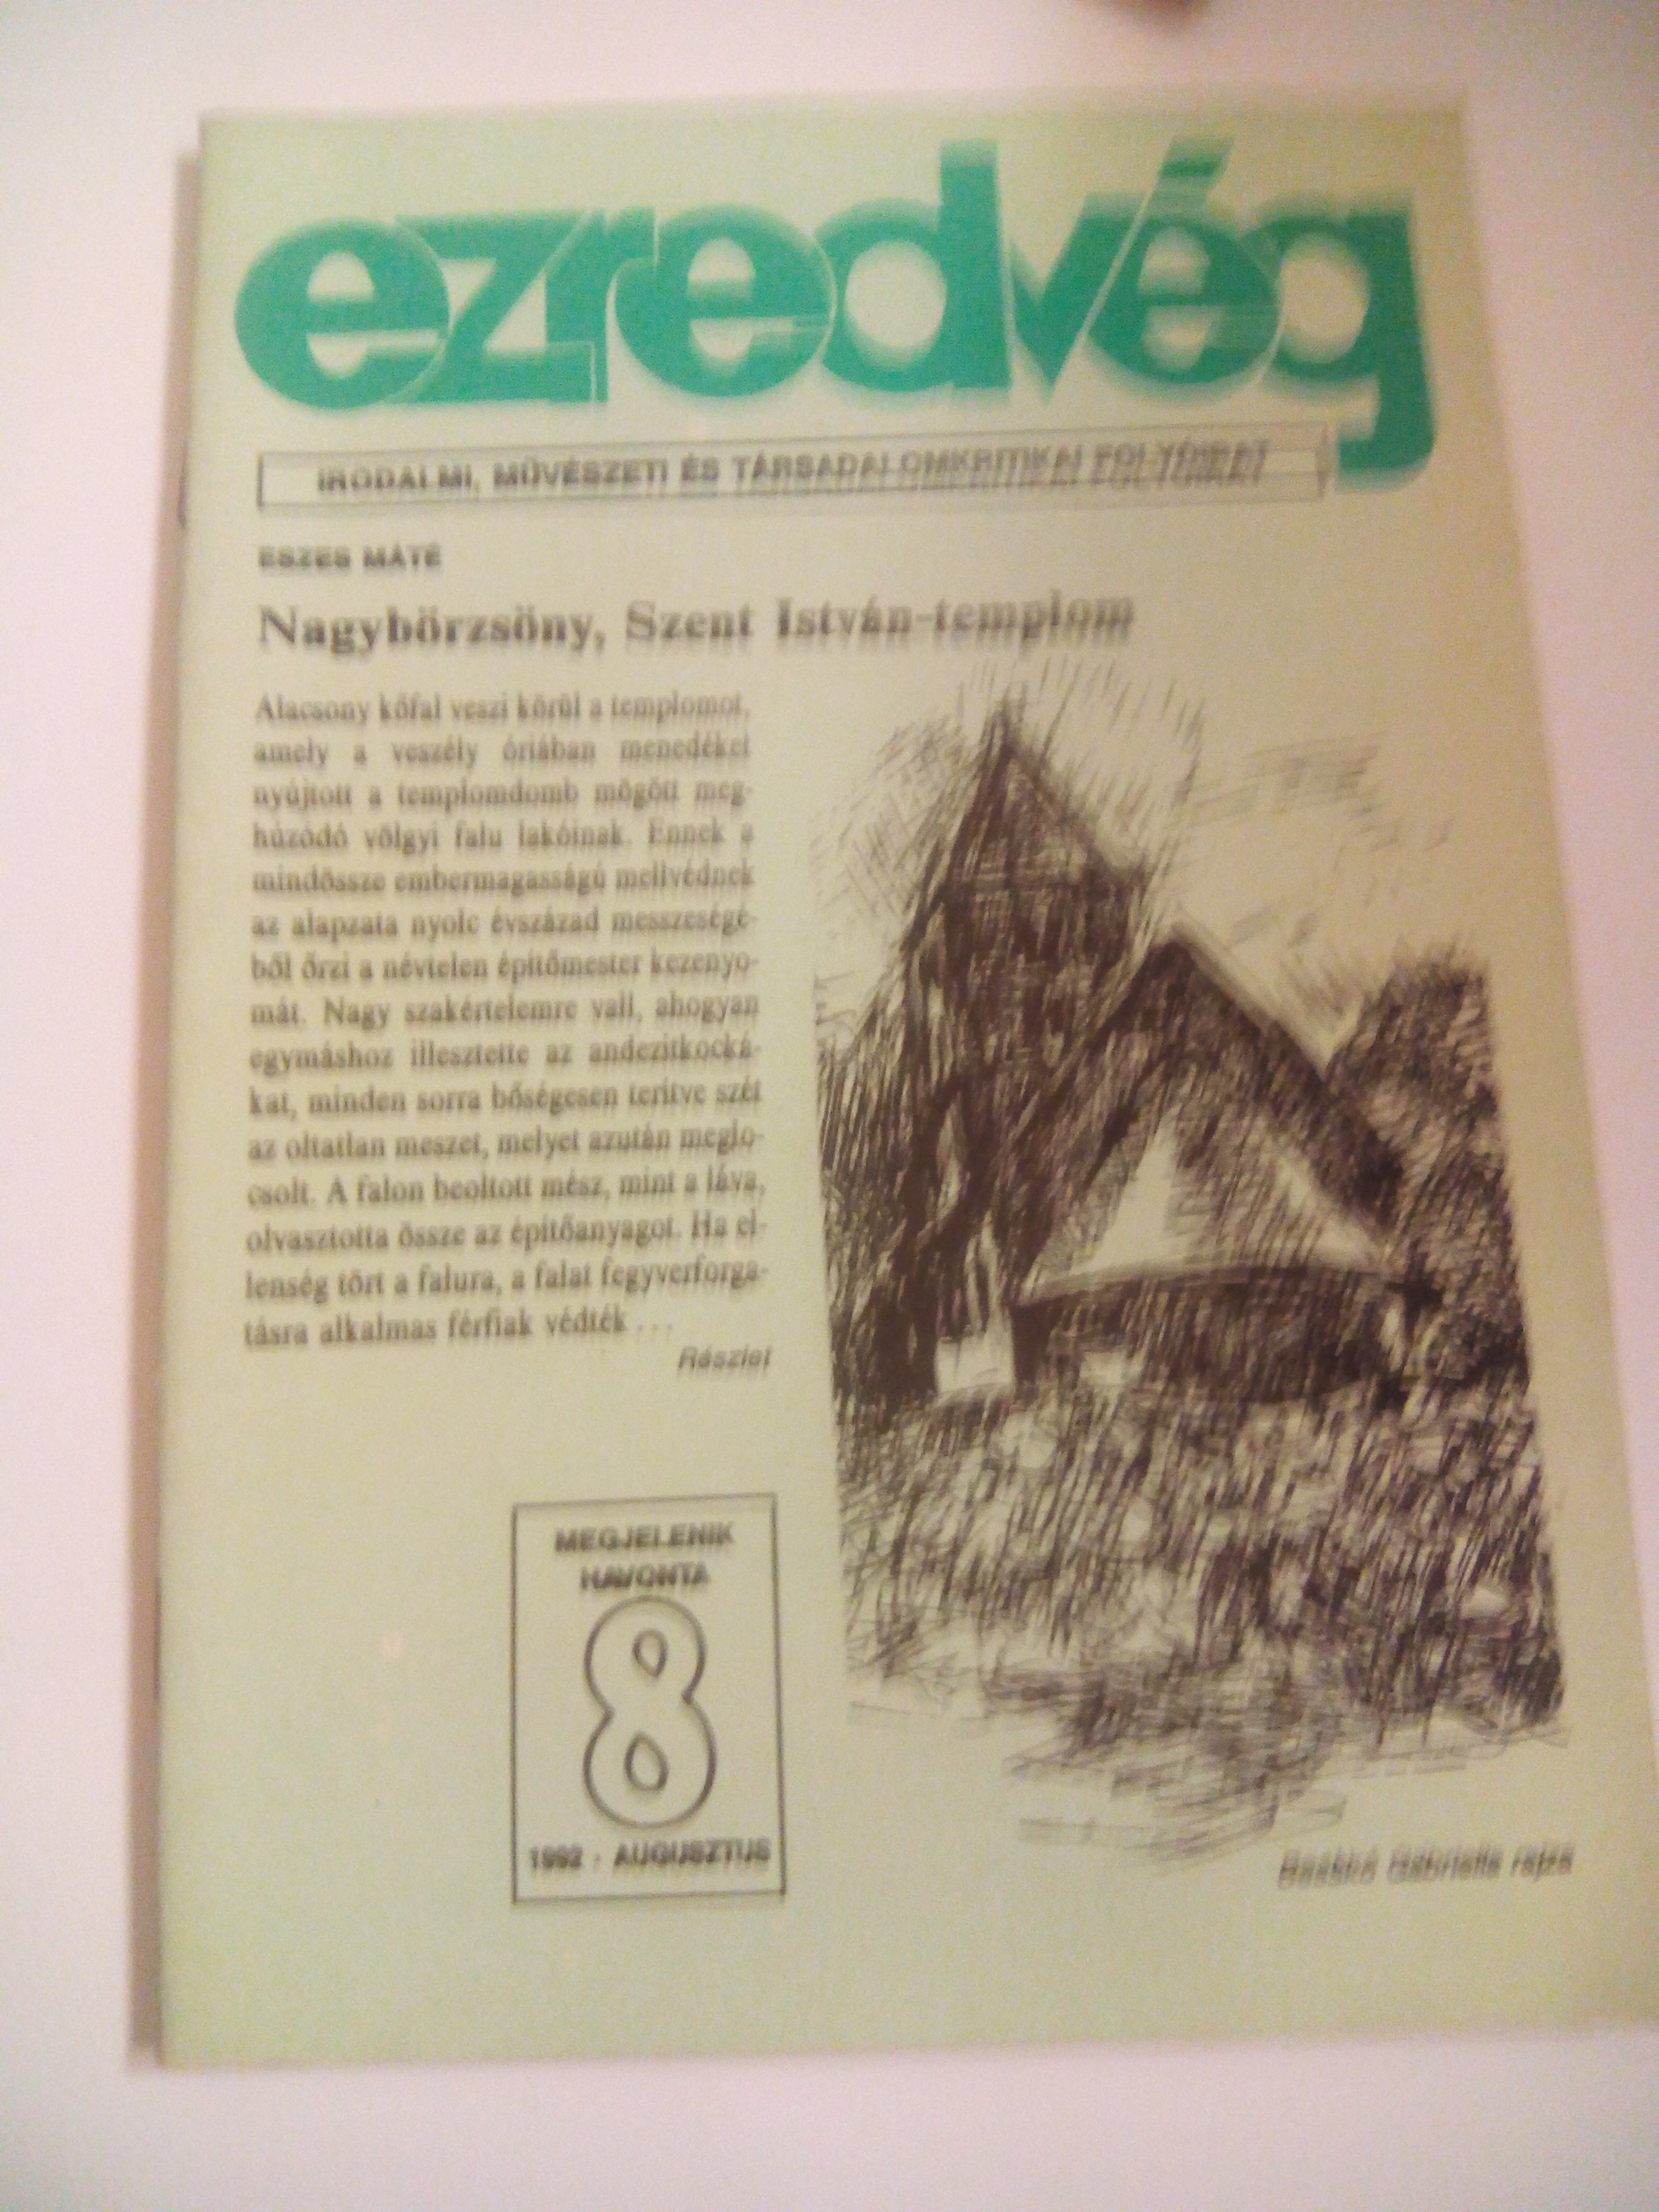 ezredvég
IRODALMI, MŰVÉSZETI ÉS TÁRSADALOMKRITIKAI FOLYÓIRAT
ESZES MÁTÉ
Nagybörzsöny, Szent István-templom
Alacsony kőfal veszi körül a templomot,
amely a veszély óriában menedéket
nyújtott a templomdomb mögött meg-
húzódó völgyi falu lakóinak. Ennek a
mindössze embermagasságú mellvédnek
az alapzata nyolc évszázad messzeségé-
ből őrzi a névtelen építőmester kezenyo-
mát. Nagy szakértelemre vall, ahogyan
egymáshoz illesztette az andezitkocká-
kat, minden sorra bőségesen terítve szét
az oltatlan meszet, melyet azután meglo-
csolt. A falon beoltott mész, mint a láva,
olvasztotta össze az építőanyagot. Ha el-
lenség tört a falura, a falat fegyverforga-
tásra alkalmas férfiak védték ...
Részlet
MEGJELENIK
HAVONTA
8
1992 · AUGUSZTUS
Gabriella rajza